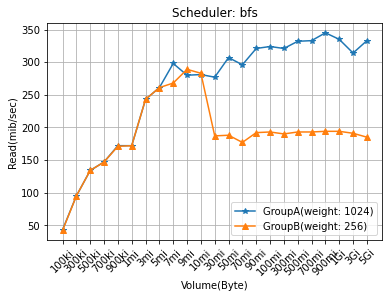 Scheduler: bfs
Read(mib/sec)
350
300
250
200
150
100
50
GroupA(weight: 1024)
GroupB(weight: 256)
100ki
300ki
500ki
700ki
900ki
1mi
3mi
5mi
7mi
9mi
10mi
30mi
50mi
70mi
90mi
100mi
300mi
500mi
700mi
900mi
1Gi
3Gi
5Gi
Volume(Byte)